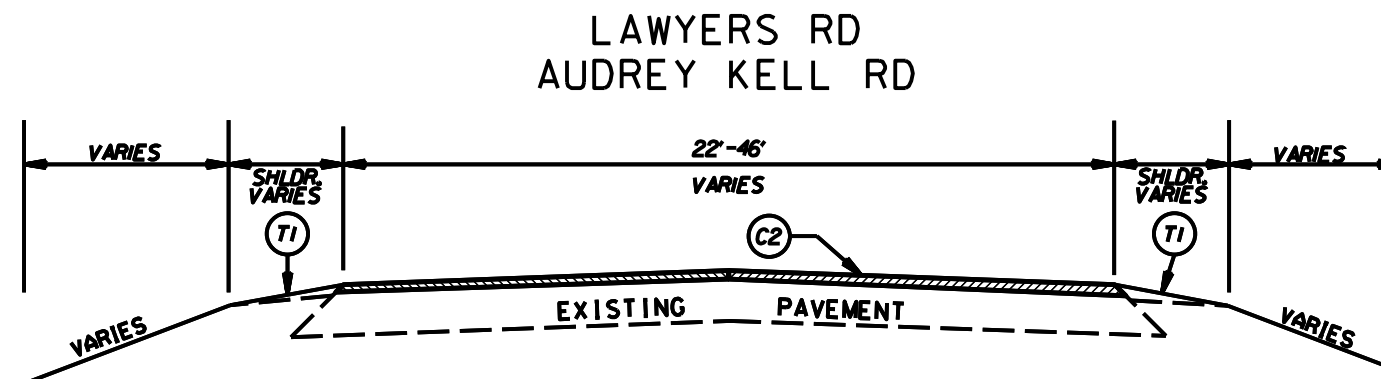 LAWYERS RD
AUDREY KELL RD
VARIES
22'-46'
VARIES
SHLDR.
VARIES
VARIES
SHLDR.
VARIES
T1
C2
T1
EXISTING PAVEMENT
VARIES
VARIES